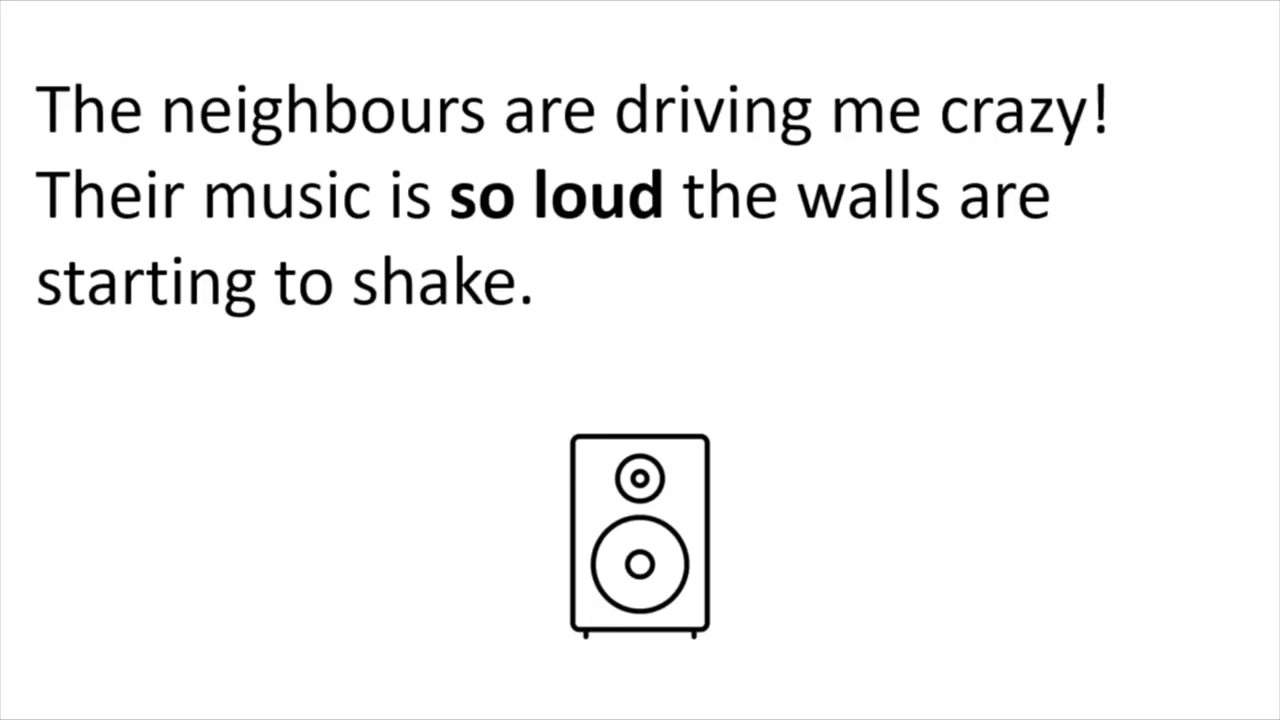 The neighbours are driving me crazy!
Their music is so loud the walls are
starting to shake.